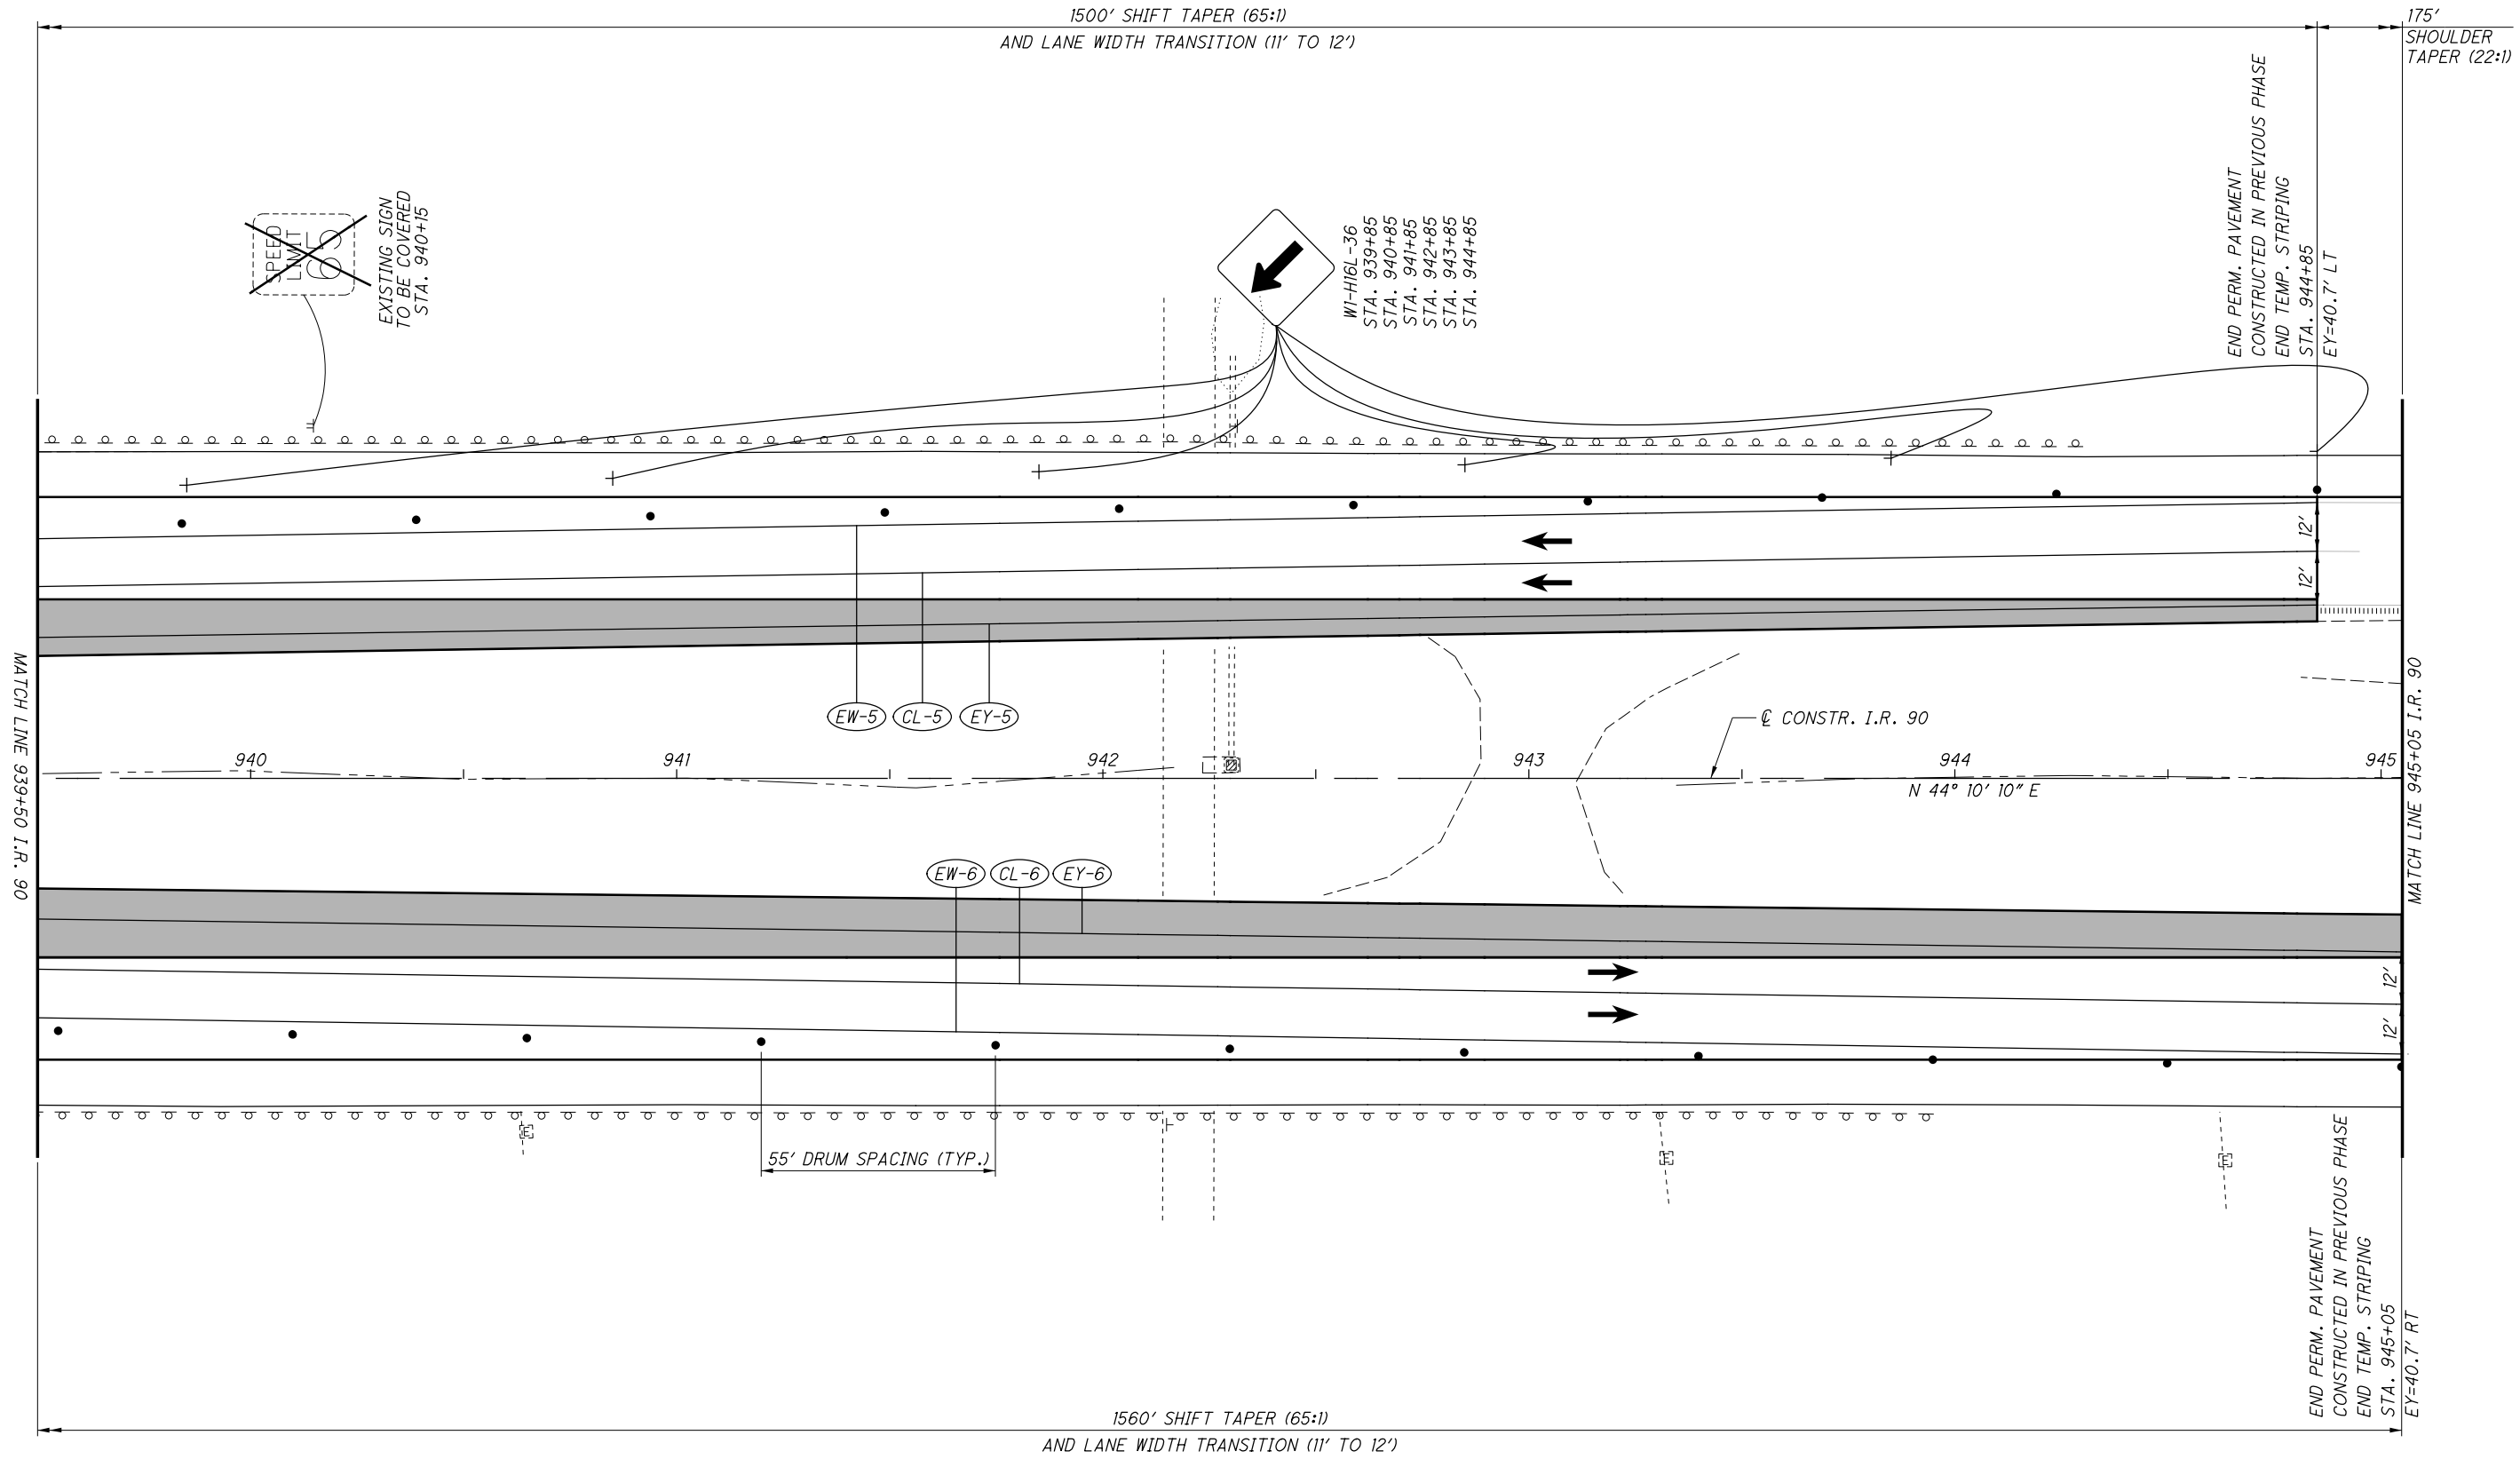 1500' SHIFT TAPER (65:1)
AND LANE WIDTH TRANSITION (11' TO 12')
175'
SHOULDER
TAPER (22:1)
SPEED
LIMIT
65
EXISTING SIGN
TO BE COVERED
STA. 940+15
W1-H16L-36
STA. 939+85
STA. 940+85
STA. 941+85
STA. 942+85
STA. 943+85
STA. 944+85
END PERM. PAVEMENT
CONSTRUCTED IN PREVIOUS PHASE
END TEMP. STRIPING
STA. 944+85
EY=40.7' LT
12'
12'
EW-5
CL-5
EY-5
MATCH LINE 939+50 I.R. 90
MATCH LINE 945+05 I.R. 90
℄ CONSTR. I.R. 90
940
941
942
943
944
945
N 44° 10' 10" E
EW-6
CL-6
EY-6
12'
12'
E
E
E
55' DRUM SPACING (TYP.)
END PERM. PAVEMENT
CONSTRUCTED IN PREVIOUS PHASE
END TEMP. STRIPING
STA. 945+05
EY=40.7' RT
1560' SHIFT TAPER (65:1)
AND LANE WIDTH TRANSITION (11' TO 12')